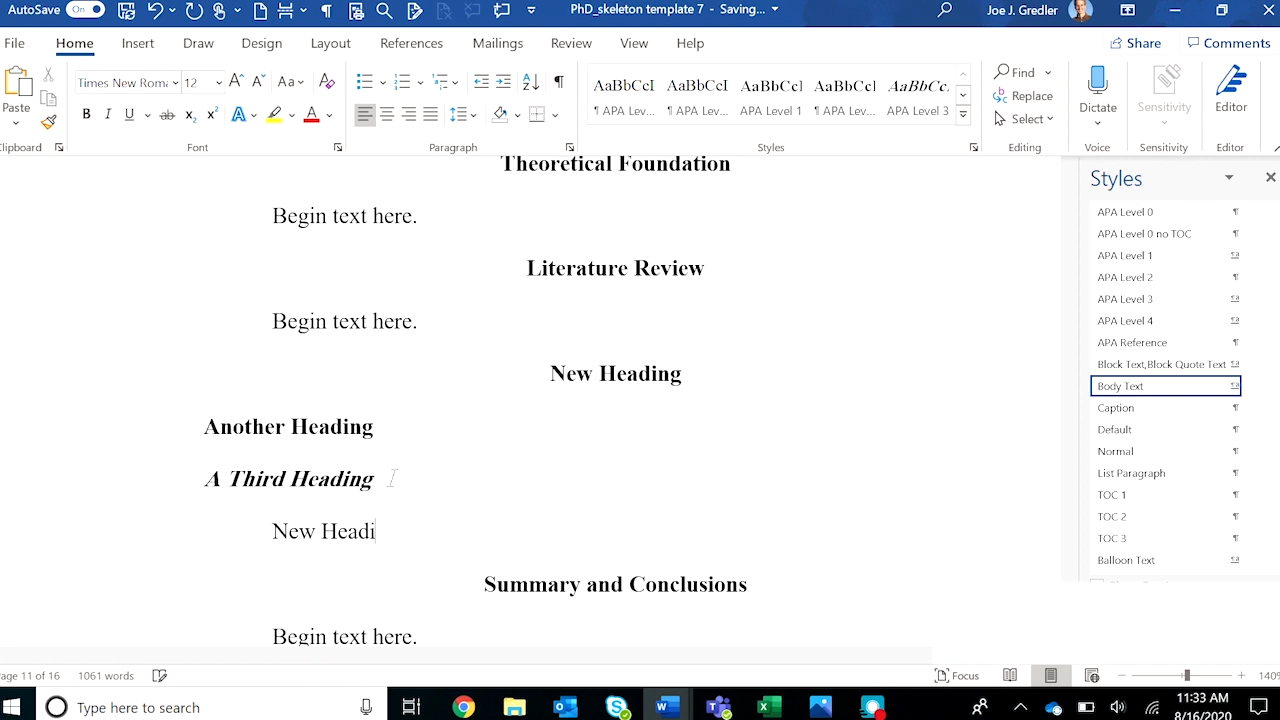 AutoSave On PhD_skeleton template 7 - Saving... Joe J. Gredler
File Home Insert Draw Design Layout References Mailings Review View Help Share Comments
Times New Roma 12 Aa AaBbCcI AaBbCcI AaBbCcI AaBbCcI AaBbCc. Find
Paste Replace Dictate Sensitivity Editor
B I U ab x2 x2 A A ¶ APA Lev... ¶ APA Lev... APA Level 1 ¶ APA Lev... APA Level 3 Select
Clipboard Font Paragraph Styles Editing Voice Sensitivity Editor
Theoretical Foundation
Begin text here.
Literature Review
Begin text here.
New Heading
Another Heading
A Third Heading
New Headi
Summary and Conclusions
Begin text here.
Styles
APA Level 0
APA Level 0 no TOC
APA Level 1
APA Level 2
APA Level 3
APA Level 4
APA Reference
Block Text,Block Quote Text
Body Text
Caption
Default
Normal
List Paragraph
TOC 1
TOC 2
TOC 3
Balloon Text
Page 11 of 16 1061 words Focus 140%
Type here to search
11:33 AM
8/16/2020